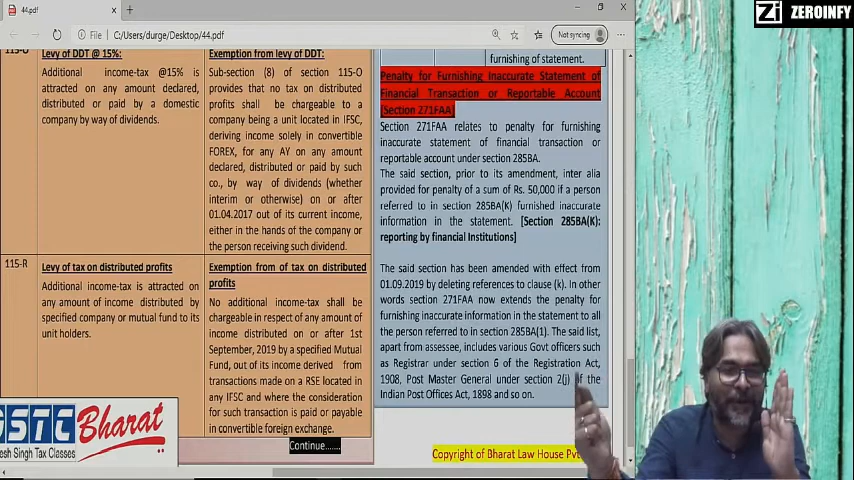 44.pdf
File
C:/Users/durge/Desktop/44.pdf
Not syncing
ZEROINFY
115-O
Levy of DDT @ 15%:
Additional income-tax @15% is
attracted on any amount declared,
distributed or paid by a domestic
company by way of dividends.
Exemption from levy of DDT:
Sub-section (8) of section 115-O
provides that no tax on distributed
profits shall be chargeable to a
company being a unit located in IFSC,
deriving income solely in convertible
FOREX, for any AY on any amount
declared, distributed or paid by such
co., by way of dividends (whether
interim or otherwise) on or after
01.04.2017 out of its current income,
either in the hands of the company or
the person receiving such dividend.
115-R
Levy of tax on distributed profits
Additional income-tax is attracted on
any amount of income distributed by
specified company or mutual fund to its
unit holders.
Exemption from of tax on distributed
profits
No additional income-tax shall be
chargeable in respect of any amount of
income distributed on or after 1st
September, 2019 by a specified Mutual
Fund, out of its income derived from
transactions made on a RSE located in
any IFSC and where the consideration
for such transaction is paid or payable
in convertible foreign exchange.
Continue.......
furnishing of statement.
Penalty for Furnishing Inaccurate Statement of
Financial Transaction or Reportable Account
[Section 271FAA]
Section 271FAA relates to penalty for furnishing
inaccurate statement of financial transaction or
reportable account under section 285BA.
The said section, prior to its amendment, inter alia
provided for penalty of a sum of Rs. 50,000 if a person
referred to in section 285BA(K) furnished inaccurate
information in the statement. [Section 285BA(K):
reporting by financial Institutions]
The said section has been amended with effect from
01.09.2019 by deleting references to clause (k). In other
words section 271FAA now extends the penalty for
furnishing inaccurate information in the statement to all
the person referred to in section 285BA(1). The said list,
apart from assessee, includes various Govt officers such
as Registrar under section 6 of the Registration Act,
1908, Post Master General under section 2(j) of the
Indian Post Offices Act, 1898 and so on.
Copyright of Bharat Law House Pvt
Bharat
esh Singh Tax Classes